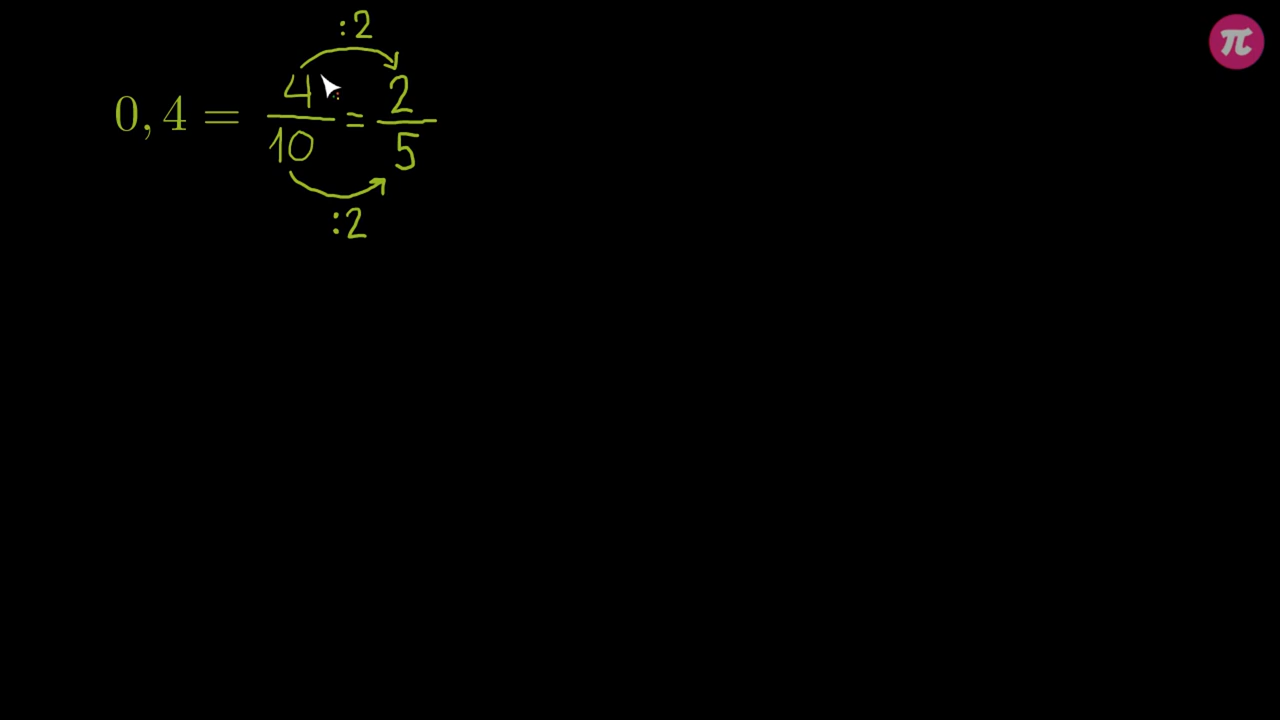 :2
0,4 = 4/10 = 2/5
:2
π